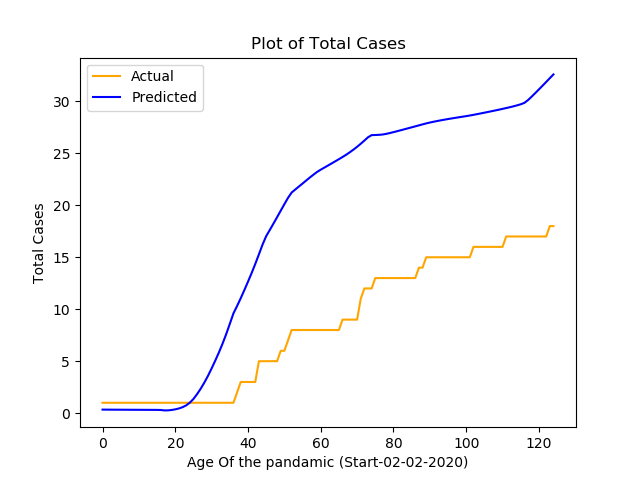 Plot of Total Cases
Actual
Predicted
30
25
20
15
10
5
0
Total Cases
0 20 40 60 80 100 120
Age Of the pandamic (Start-02-02-2020)